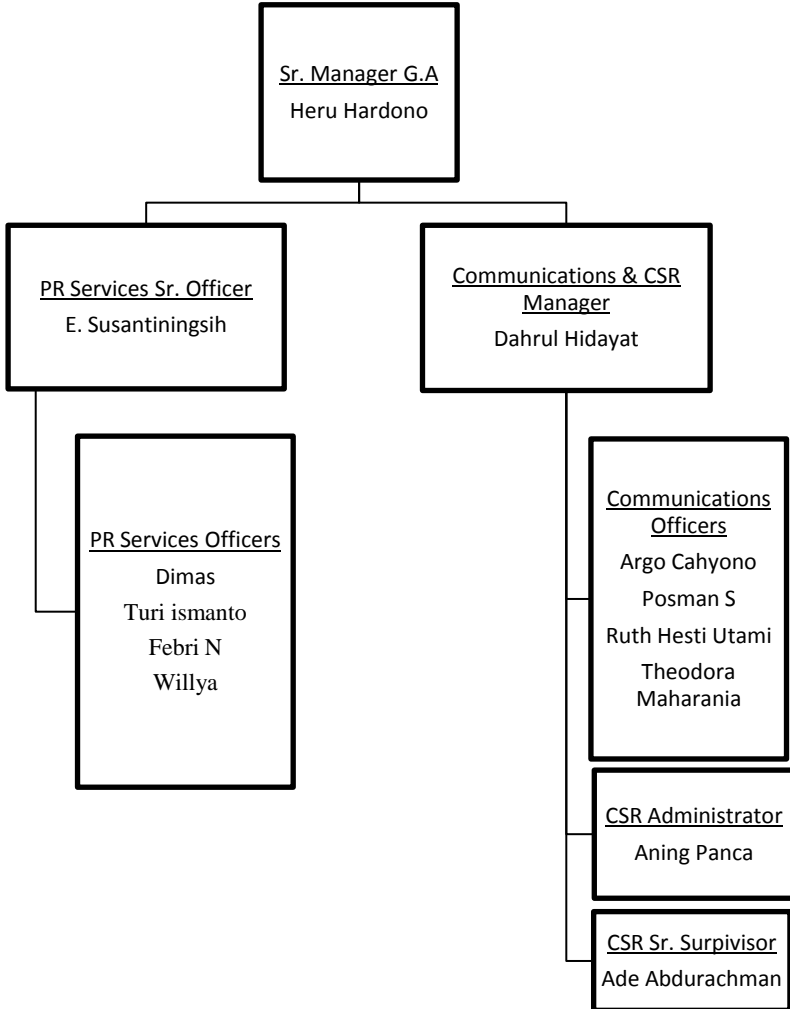 Sr. Manager G.A
Heru Hardono
PR Services Sr. Officer
E. Susantiningsih
Communications & CSR
Manager
Dahrul Hidayat
PR Services Officers
Dimas
Turi ismanto
Febri N
Willya
Communications
Officers
Argo Cahyono
Posman S
Ruth Hesti Utami
Theodora
Maharania
CSR Administrator
Aning Panca
CSR Sr. Surpivisor
Ade Abdurachman